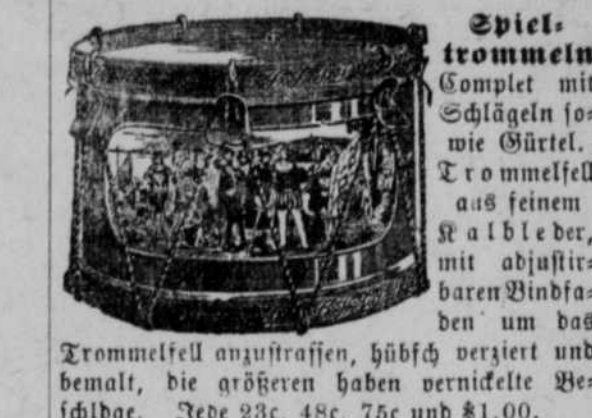 Spiel⸗
trommeln
Complet mit
Schlägeln so⸗
wie Gürtel.
Trommelfell
aus feinem
Kalbleder,
mit adjustir⸗
baren Bindfa⸗
den um das
Trommelfell anzustraffen, hübsch verziert und
bemalt, die größeren haben vernickelte Be⸗
schläge. Jede 23c, 48c, 75c und $1.00.